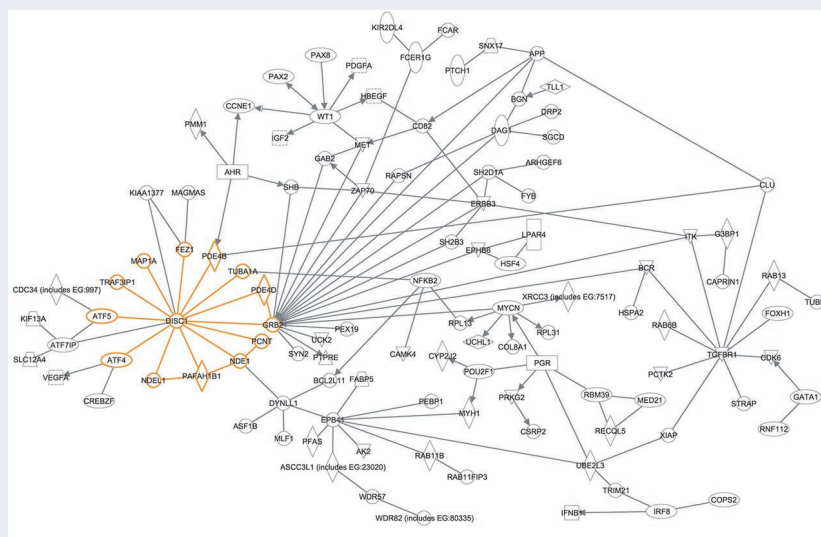 KIR2DL4
FCAR
PAX8
PDGFA
FCER1G
SNX17
APP
PAX2
PTCH1
HBEGF
BGN
TLL1
CCNE1
WT1
DRP2
PMM1
IGF2
MET
CD82
DAG1
SGCD
GAB2
ARHGEF6
AHR
RAPSN
SH2D1A
SHB
ZAP70
FYB
CLU
KIAA1377
MAGMAS
ERBB3
LPAR4
ITK
G3BP1
FEZ1
PDE4B
SH2B3
EPHB6
HSF4
MAP1A
TUBA1A
BCR
CAPRIN1
RAB13
CDC34 (includes EG:997)
TRAF3IP1
PDE4D
NFKB2
XRCC3 (includes EG:7517)
MYCN
HSPA2
FOXH1
KIF13A
ATF5
DISC1
GRB2
PEX19
RPL13
RPL31
RAB6B
ATF7IP
PCNT
UCK2
UCHL1
COL8A1
TGFBR1
SLC12A4
ATF4
NDE1
SYN2
PTPRE
CAMK4
CYP2J2
PGR
CDK6
VEGFA
NDEL1
PAFAH1B1
BCL2L11
FABP5
POU2F1
PCTK2
CREBZF
DYNLL1
PEBP1
PRKG2
RBM39
MED21
STRAP
GATA1
ASF1B
EPB41
MYH1
MLF1
PFAS
AK2
CSRP2
RECQL5
XIAP
RNF112
ASCC3L1 (includes EG:23020)
RAB11B
UBE2L3
RAB11FIP3
WDR57
TRIM21
COPS2
WDR82 (includes EG:80335)
IFNB1
IRF8